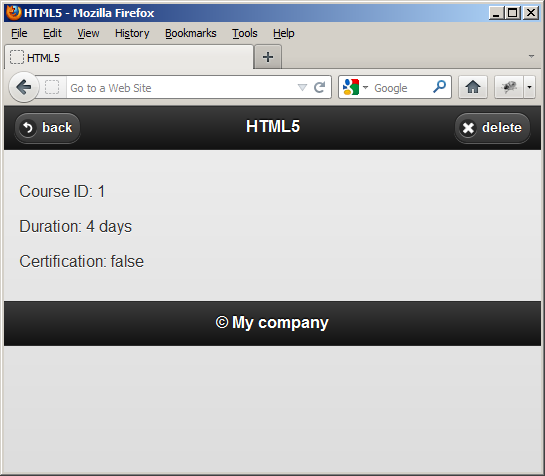 HTML5 - Mozilla Firefox
File Edit View History Bookmarks Tools Help
HTML5
Go to a Web Site Google
back HTML5 delete
Course ID: 1
Duration: 4 days
Certification: false
© My company